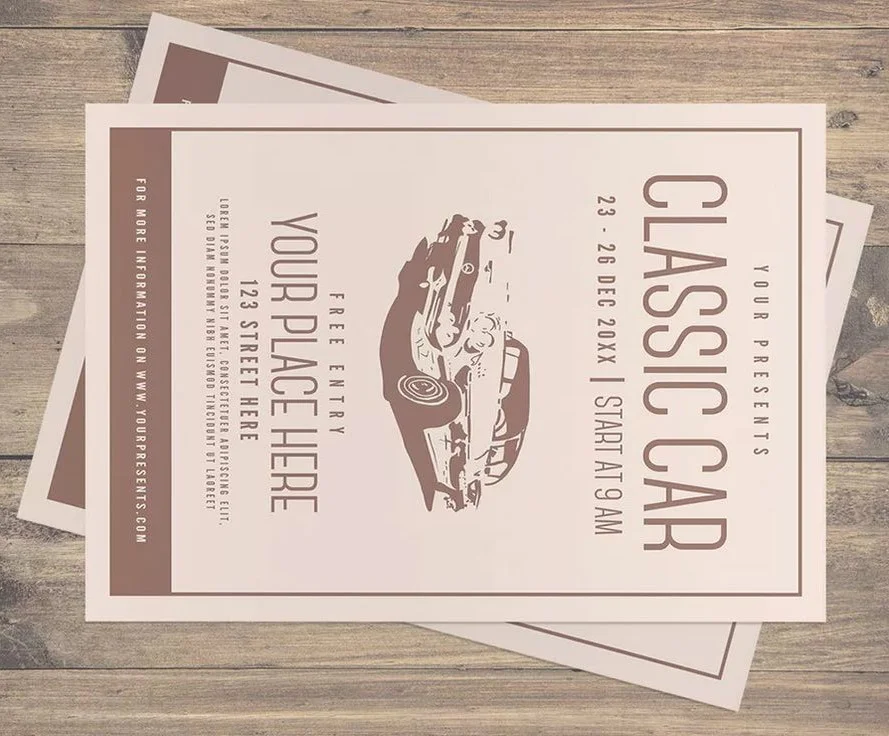 YOUR PRESENTS
CLASSIC CAR
23 - 26 DEC 20XX | START AT 9 AM
FREE ENTRY
YOUR PLACE HERE
123 STREET HERE
LOREM IPSUM DOLOR SIT AMET, CONSECTETUER ADIPISCING ELIT,
SED DIAM NONUMMY NIBH EUISMOD TINCIDUNT UT LAOREET
FOR MORE INFORMATION ON WWW.YOURPRESENTS.COM